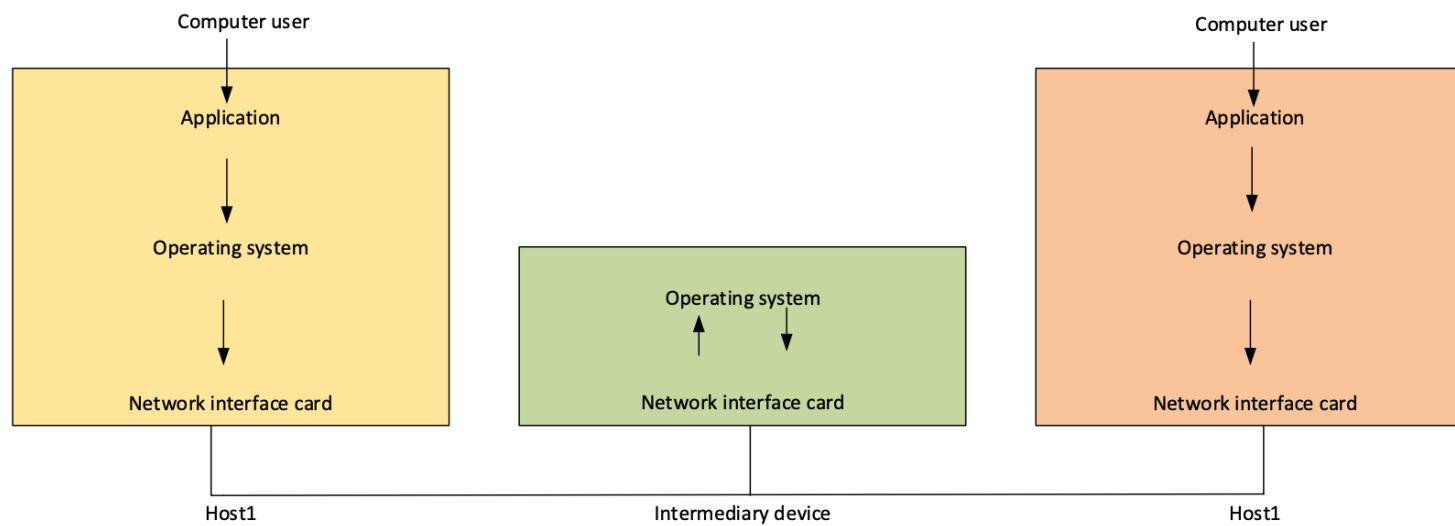 Computer user
Computer user
Application
Application
Operating system
Operating system
Operating system
Network interface card
Network interface card
Network interface card
Host1
Intermediary device
Host1